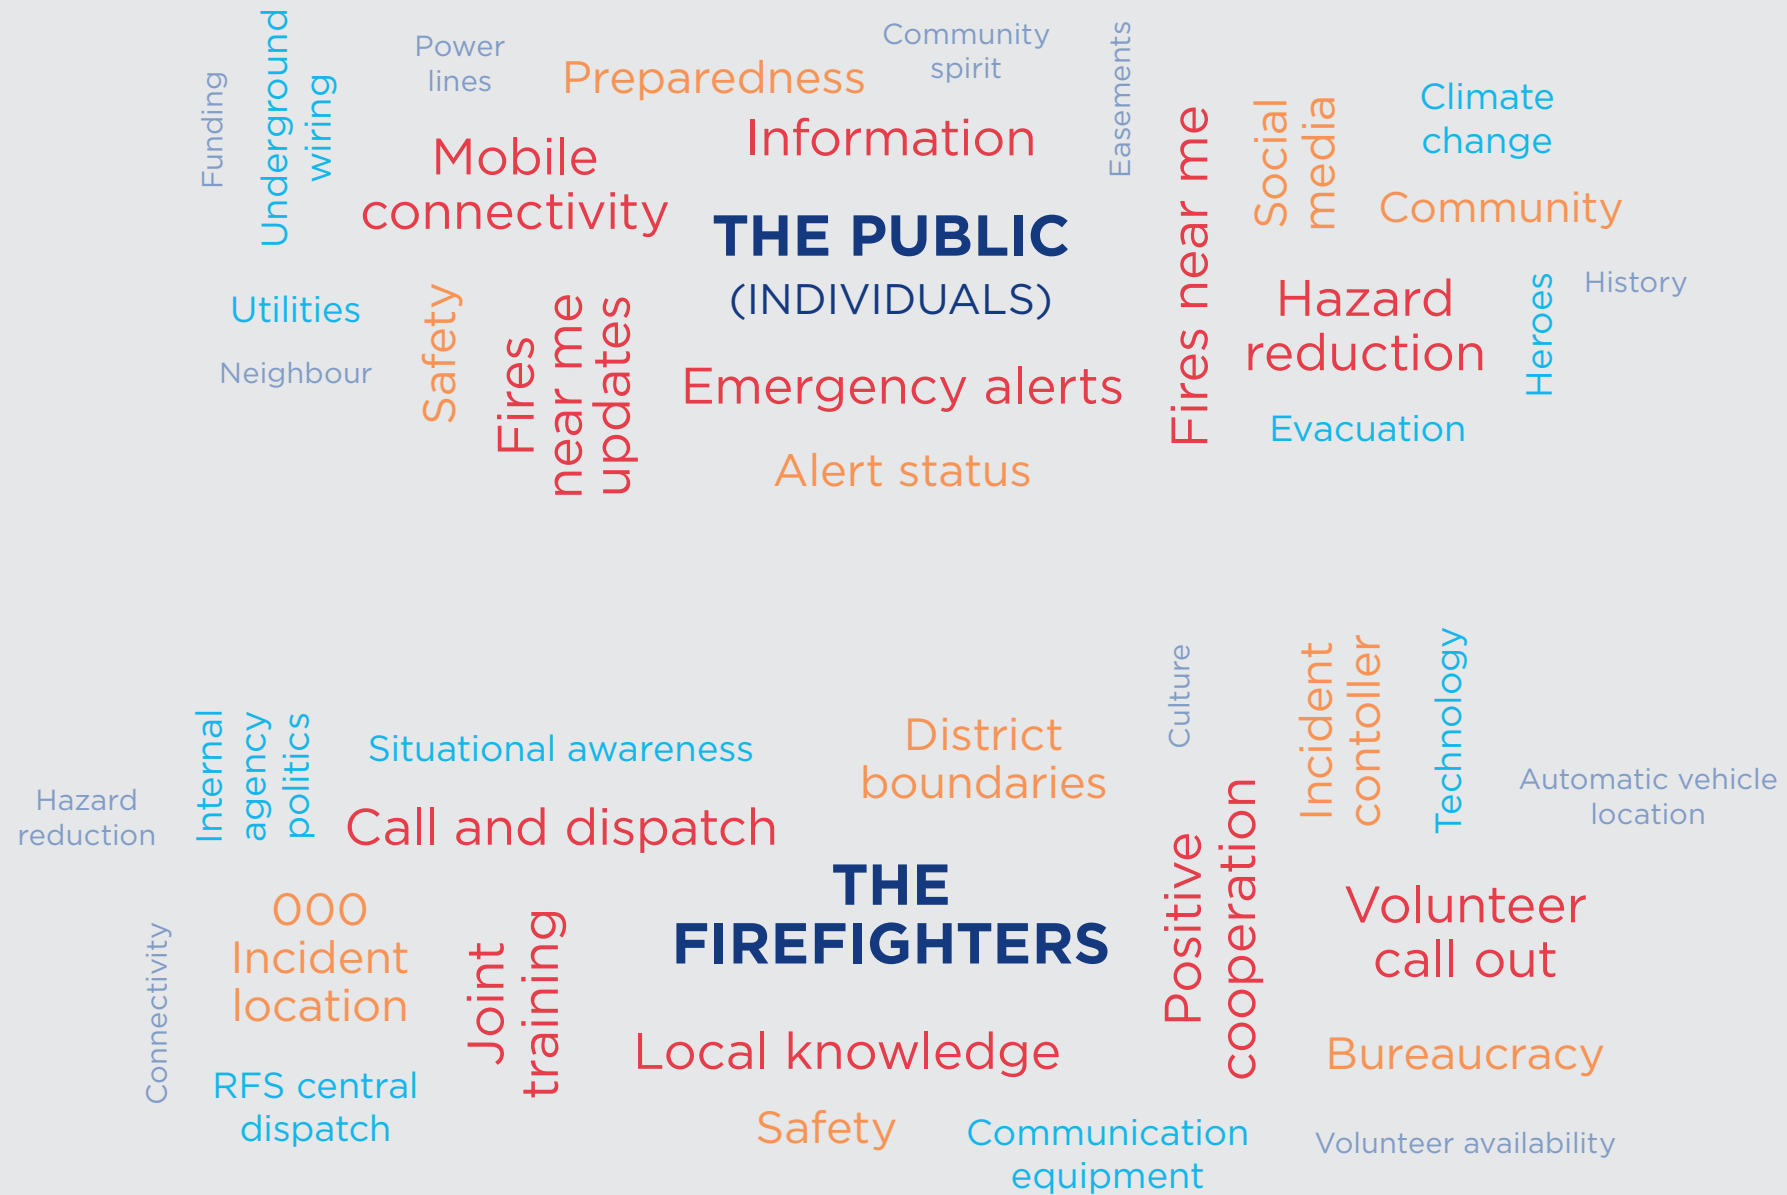 Funding
Underground
wiring
Power
lines
Preparedness
Community
spirit
Easements
Mobile
connectivity
Information
Fires near me
Social
media
Climate
change
Community
THE PUBLIC
(INDIVIDUALS)
Utilities
Neighbour
Safety
Fires
near me
updates
Emergency alerts
Alert status
Hazard
reduction
Heroes
History
Evacuation
Culture
Incident
contoller
Technology
Internal
agency
politics
Situational awareness
District
boundaries
Automatic vehicle
location
Hazard
reduction
Call and dispatch
Positive
cooperation
THE
FIREFIGHTERS
Volunteer
call out
Connectivity
000
Incident
location
Joint
training
Local knowledge
Bureaucracy
RFS central
dispatch
Safety
Communication
equipment
Volunteer availability